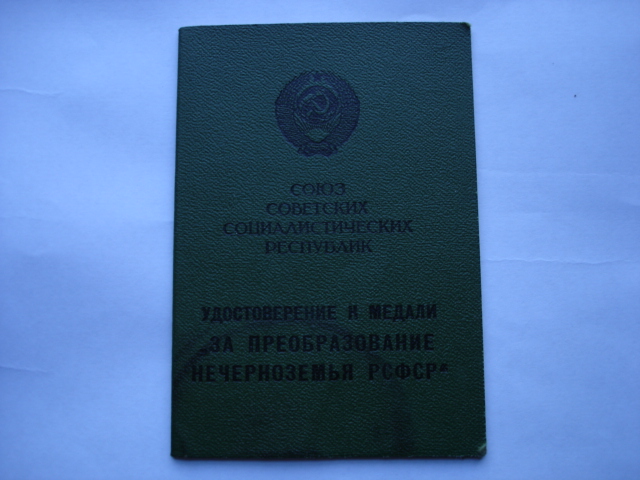 СОЮЗ
СОВЕТСКИХ
СОЦИАЛИСТИЧЕСКИХ
РЕСПУБЛИК
УДОСТОВЕРЕНИЕ К МЕДАЛИ
„ЗА ПРЕОБРАЗОВАНИЕ
НЕЧЕРНОЗЕМЬЯ РСФСР“